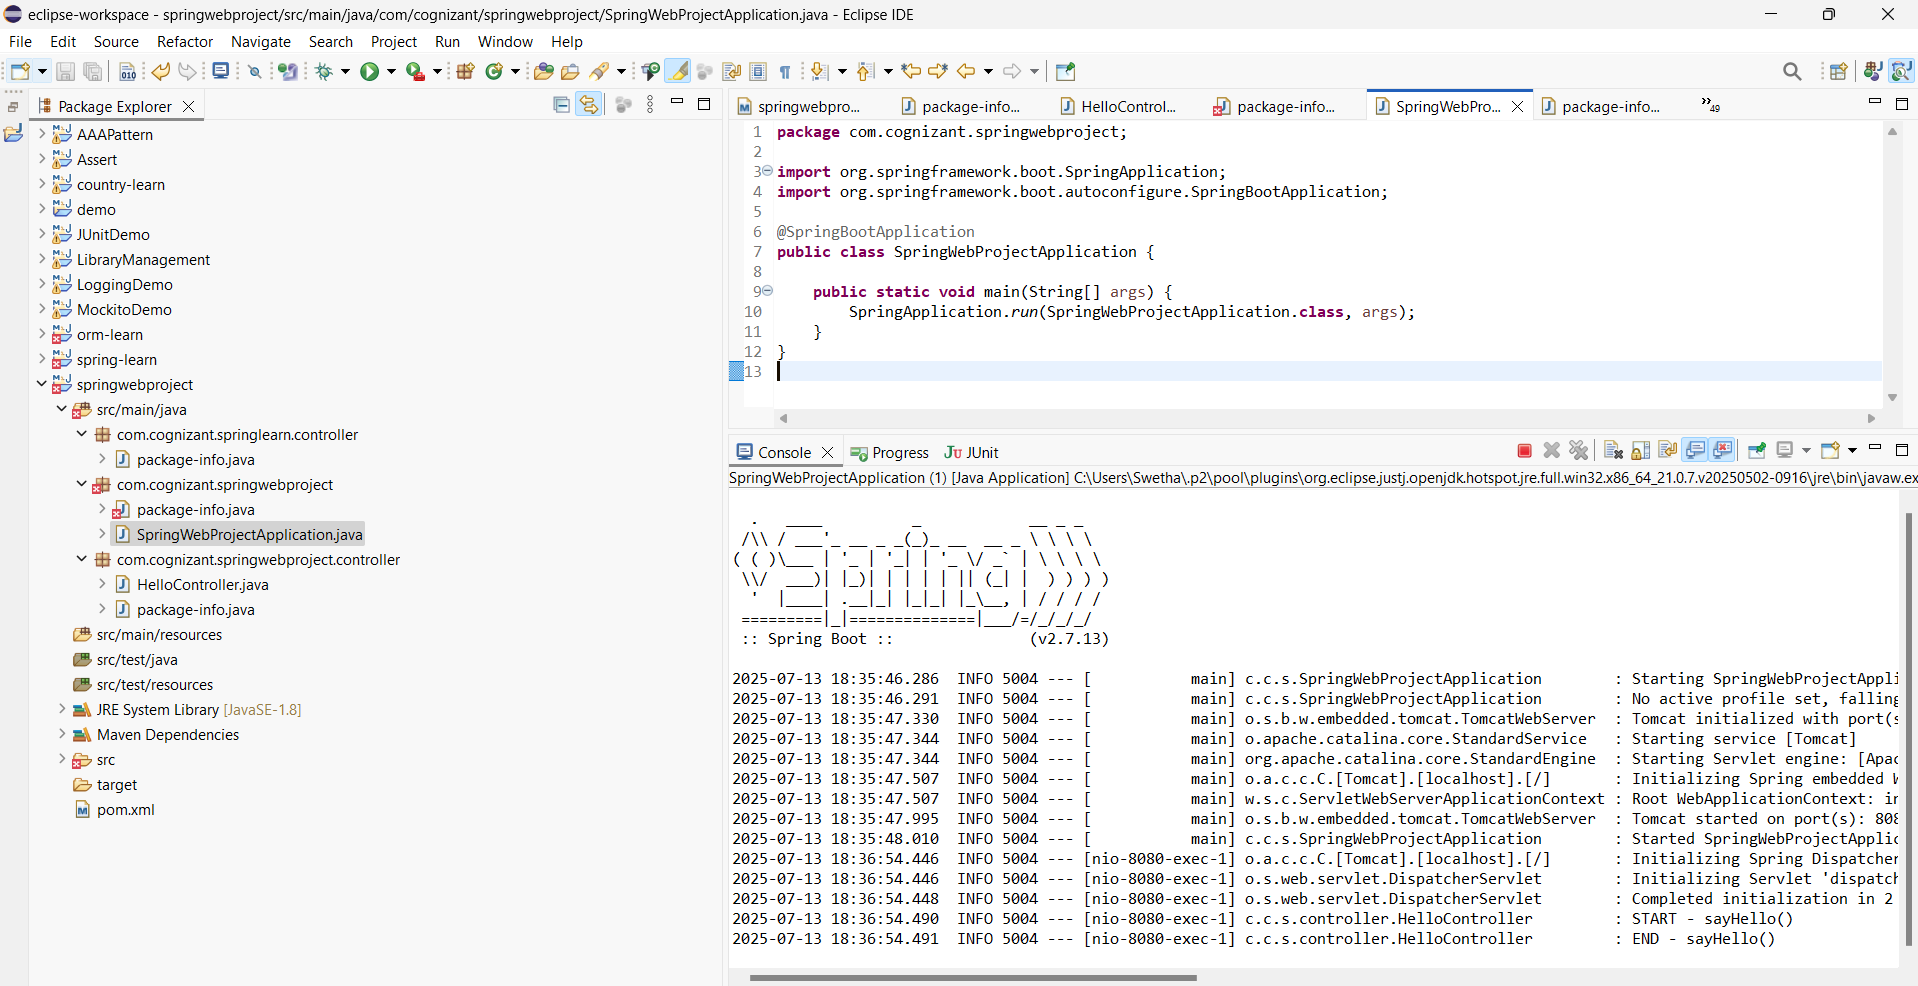 eclipse-workspace - springwebproject/src/main/java/com/cognizant/springwebproject/SpringWebProjectApplication.java - Eclipse IDE
File Edit Source Refactor Navigate Search Project Run Window Help
Package Explorer
AAAPattern
Assert
country-learn
demo
JUnitDemo
LibraryManagement
LoggingDemo
MockitoDemo
orm-learn
spring-learn
springwebproject
src/main/java
com.cognizant.springlearn.controller
package-info.java
com.cognizant.springwebproject
package-info.java
SpringWebProjectApplication.java
com.cognizant.springwebproject.controller
HelloController.java
package-info.java
src/main/resources
src/test/java
src/test/resources
JRE System Library [JavaSE-1.8]
Maven Dependencies
src
target
pom.xml
springwebpro... package-info... HelloControl... package-info... SpringWebPro... package-info... »49
1 package com.cognizant.springwebproject;
2
3 import org.springframework.boot.SpringApplication;
4 import org.springframework.boot.autoconfigure.SpringBootApplication;
5
6 @SpringBootApplication
7 public class SpringWebProjectApplication {
8
9 public static void main(String[] args) {
10 SpringApplication.run(SpringWebProjectApplication.class, args);
11 }
12 }
13
Console Progress JUnit
SpringWebProjectApplication (1) [Java Application] C:\Users\Swetha\.p2\pool\plugins\org.eclipse.justj.openjdk.hotspot.jre.full.win32.x86_64_21.0.7.v20250502-0916\jre\bin\javaw.ex
Spring
:: Spring Boot :: (v2.7.13)
2025-07-13 18:35:46.286 INFO 5004 --- [ main] c.c.s.SpringWebProjectApplication : Starting SpringWebProjectAppli
2025-07-13 18:35:46.291 INFO 5004 --- [ main] c.c.s.SpringWebProjectApplication : No active profile set, falling
2025-07-13 18:35:47.330 INFO 5004 --- [ main] o.s.b.w.embedded.tomcat.TomcatWebServer : Tomcat initialized with port(s
2025-07-13 18:35:47.344 INFO 5004 --- [ main] o.apache.catalina.core.StandardService : Starting service [Tomcat]
2025-07-13 18:35:47.344 INFO 5004 --- [ main] org.apache.catalina.core.StandardEngine : Starting Servlet engine: [Apac
2025-07-13 18:35:47.507 INFO 5004 --- [ main] o.a.c.c.C.[Tomcat].[localhost].[/] : Initializing Spring embedded W
2025-07-13 18:35:47.507 INFO 5004 --- [ main] w.s.c.ServletWebServerApplicationContext : Root WebApplicationContext: in
2025-07-13 18:35:47.995 INFO 5004 --- [ main] o.s.b.w.embedded.tomcat.TomcatWebServer : Tomcat started on port(s): 808
2025-07-13 18:35:48.010 INFO 5004 --- [ main] c.c.s.SpringWebProjectApplication : Started SpringWebProjectApplic
2025-07-13 18:36:54.446 INFO 5004 --- [nio-8080-exec-1] o.a.c.c.C.[Tomcat].[localhost].[/] : Initializing Spring Dispatcher
2025-07-13 18:36:54.446 INFO 5004 --- [nio-8080-exec-1] o.s.web.servlet.DispatcherServlet : Initializing Servlet 'dispatch
2025-07-13 18:36:54.448 INFO 5004 --- [nio-8080-exec-1] o.s.web.servlet.DispatcherServlet : Completed initialization in 2
2025-07-13 18:36:54.490 INFO 5004 --- [nio-8080-exec-1] c.c.s.controller.HelloController : START - sayHello()
2025-07-13 18:36:54.491 INFO 5004 --- [nio-8080-exec-1] c.c.s.controller.HelloController : END - sayHello()